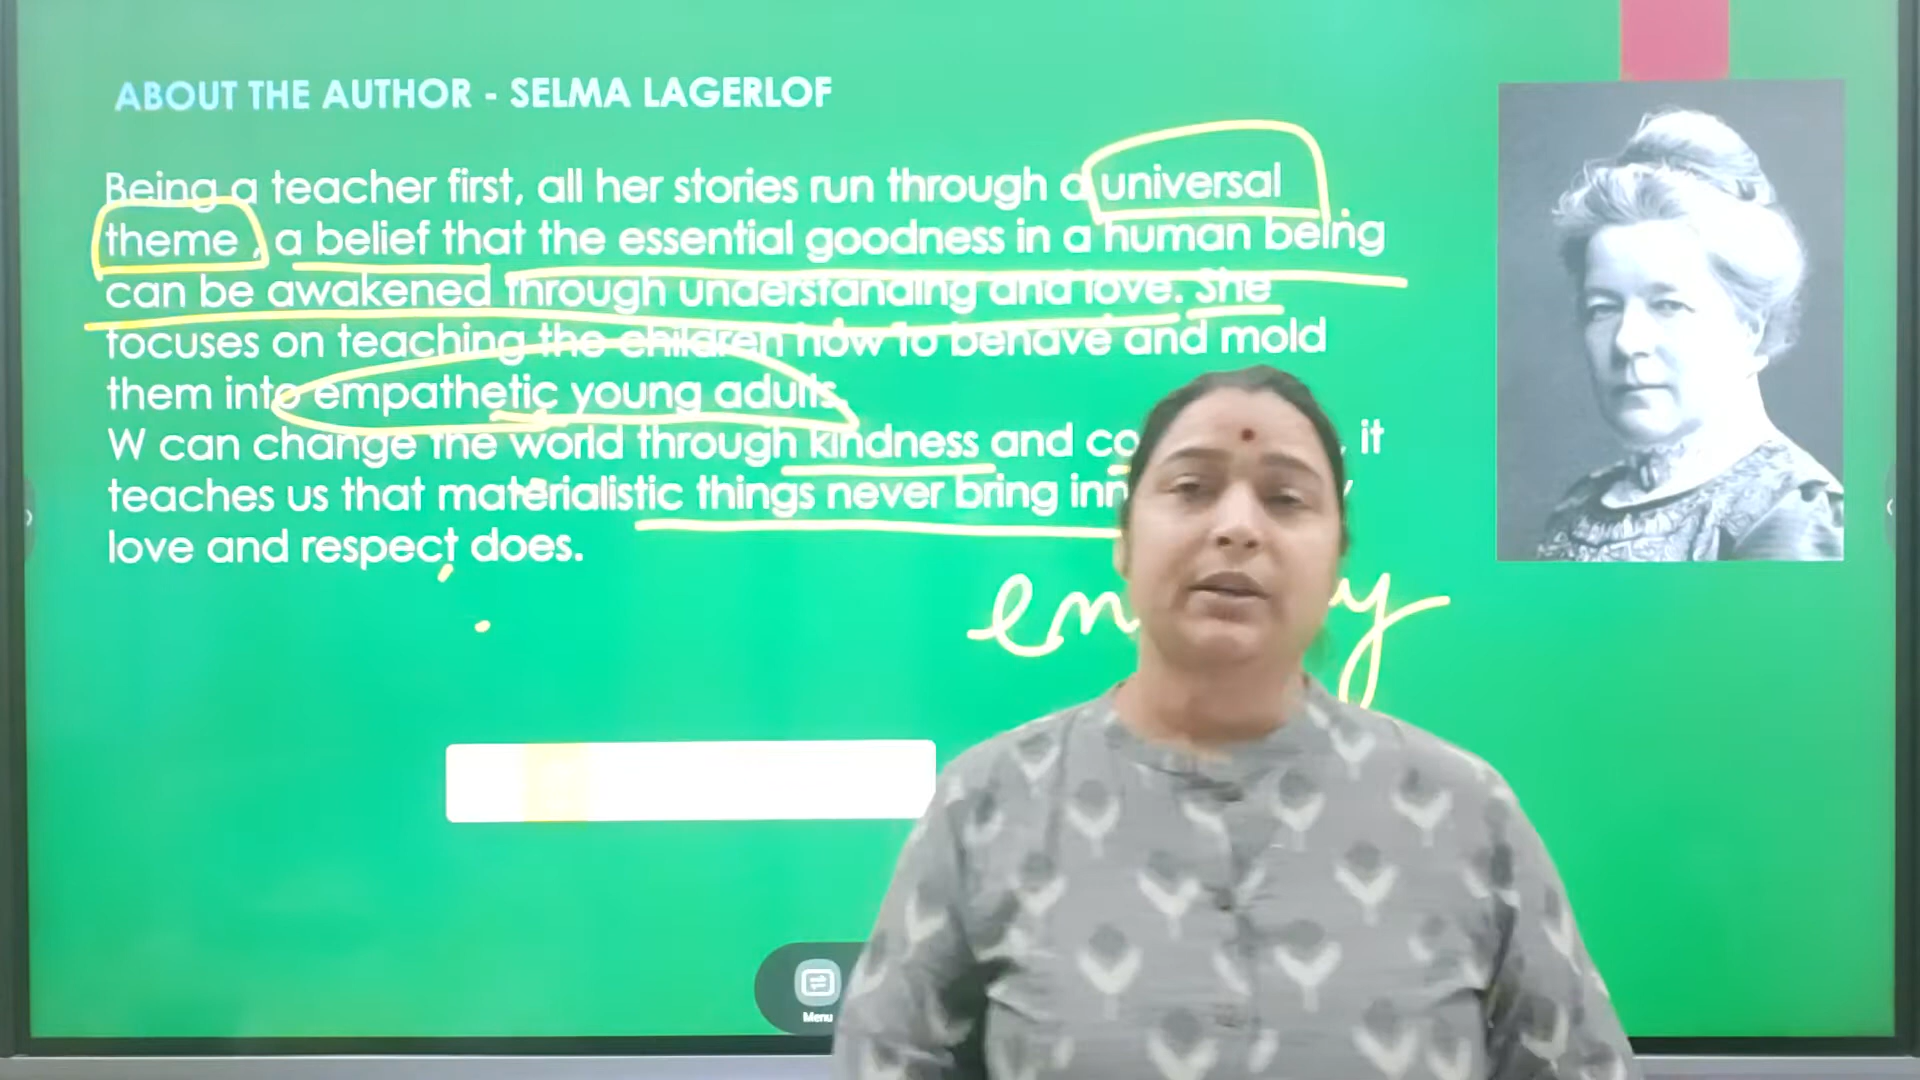 ABOUT THE AUTHOR - SELMA LAGERLOF
Being a teacher first, all her stories run through a universal
theme , a belief that the essential goodness in a human being
can be awakened through understanding and love. She
focuses on teaching the children how to behave and mold
them into empathetic young adults.
W can change the world through kindness and co , it
teaches us that materialistic things never bring inn
love and respect does.
en y
Menu